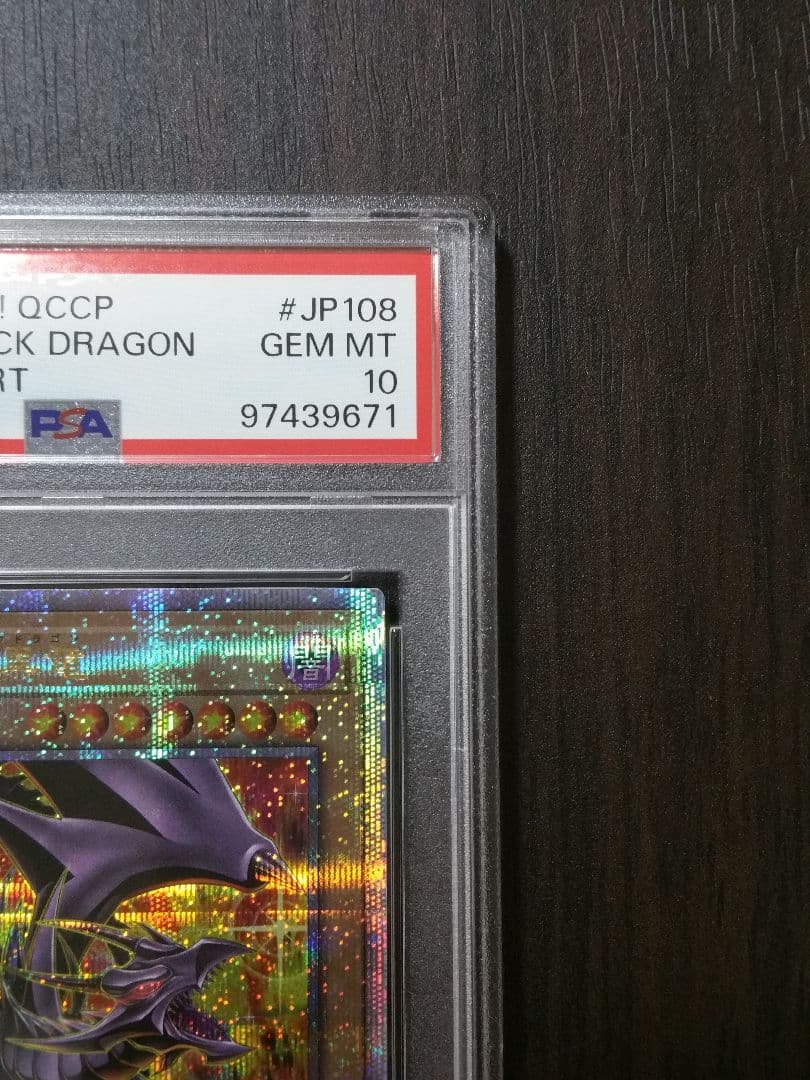 ! QCCP
#JP108
CK DRAGON
GEM MT
RT
10
PSA
97439671
闇